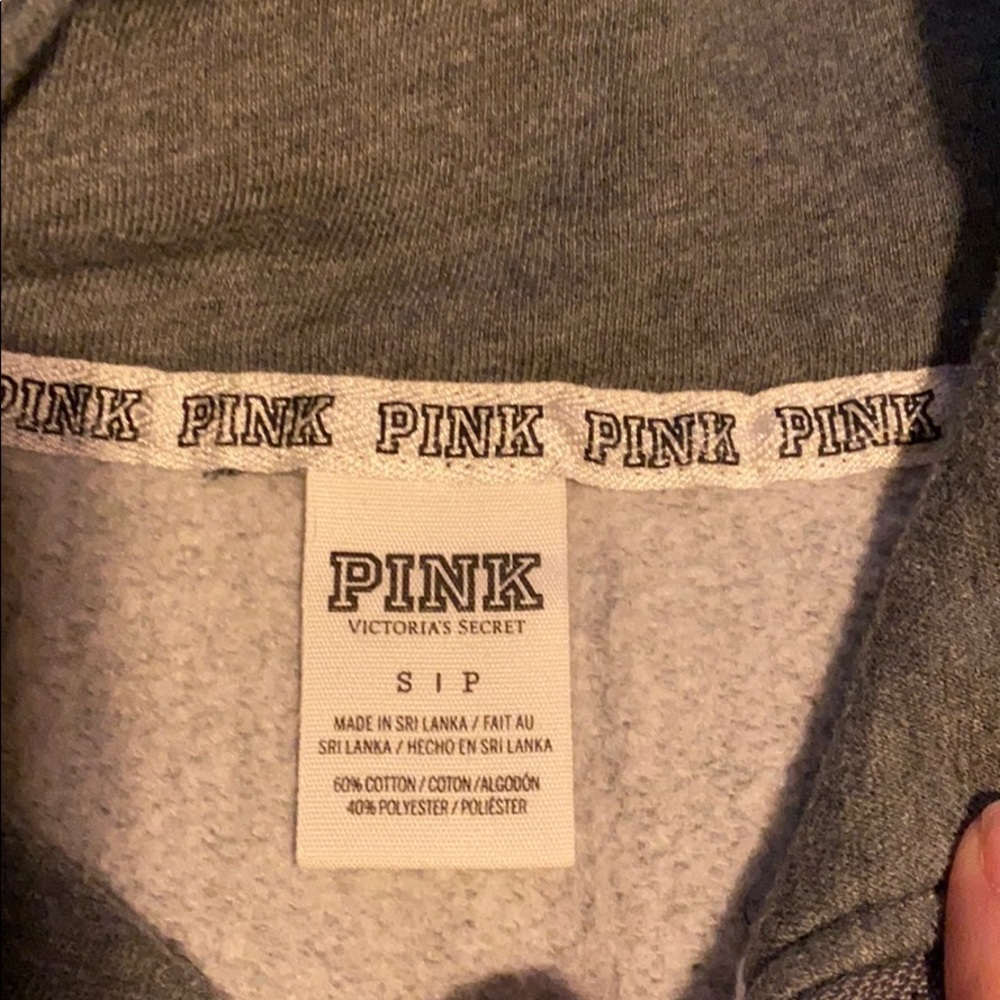 PINK PINK PINK PINK PINK
PINK
VICTORIA'S SECRET
S | P
MADE IN SRI LANKA / FAIT AU
SRI LANKA / HECHO EN SRI LANKA
60% COTTON / COTON / ALGODÓN
40% POLYESTER / POLIÉSTER